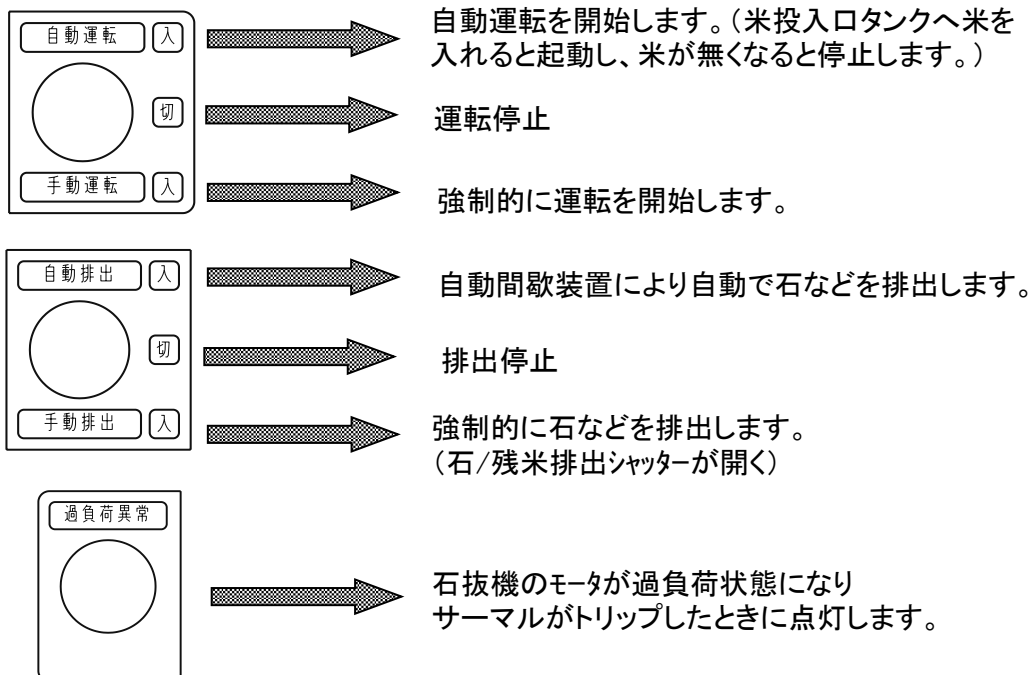 自動運転 入
自動運転を開始します。(米投入口タンクへ米を
入れると起動し、米が無くなると停止します。)
切
運転停止
手動運転 入
強制的に運転を開始します。
自動排出 入
自動間歇装置により自動で石などを排出します。
切
排出停止
手動排出 入
強制的に石などを排出します。
(石/残米排出シャッターが開く)
過負荷異常
石抜機のモータが過負荷状態になり
サーマルがトリップしたときに点灯します。